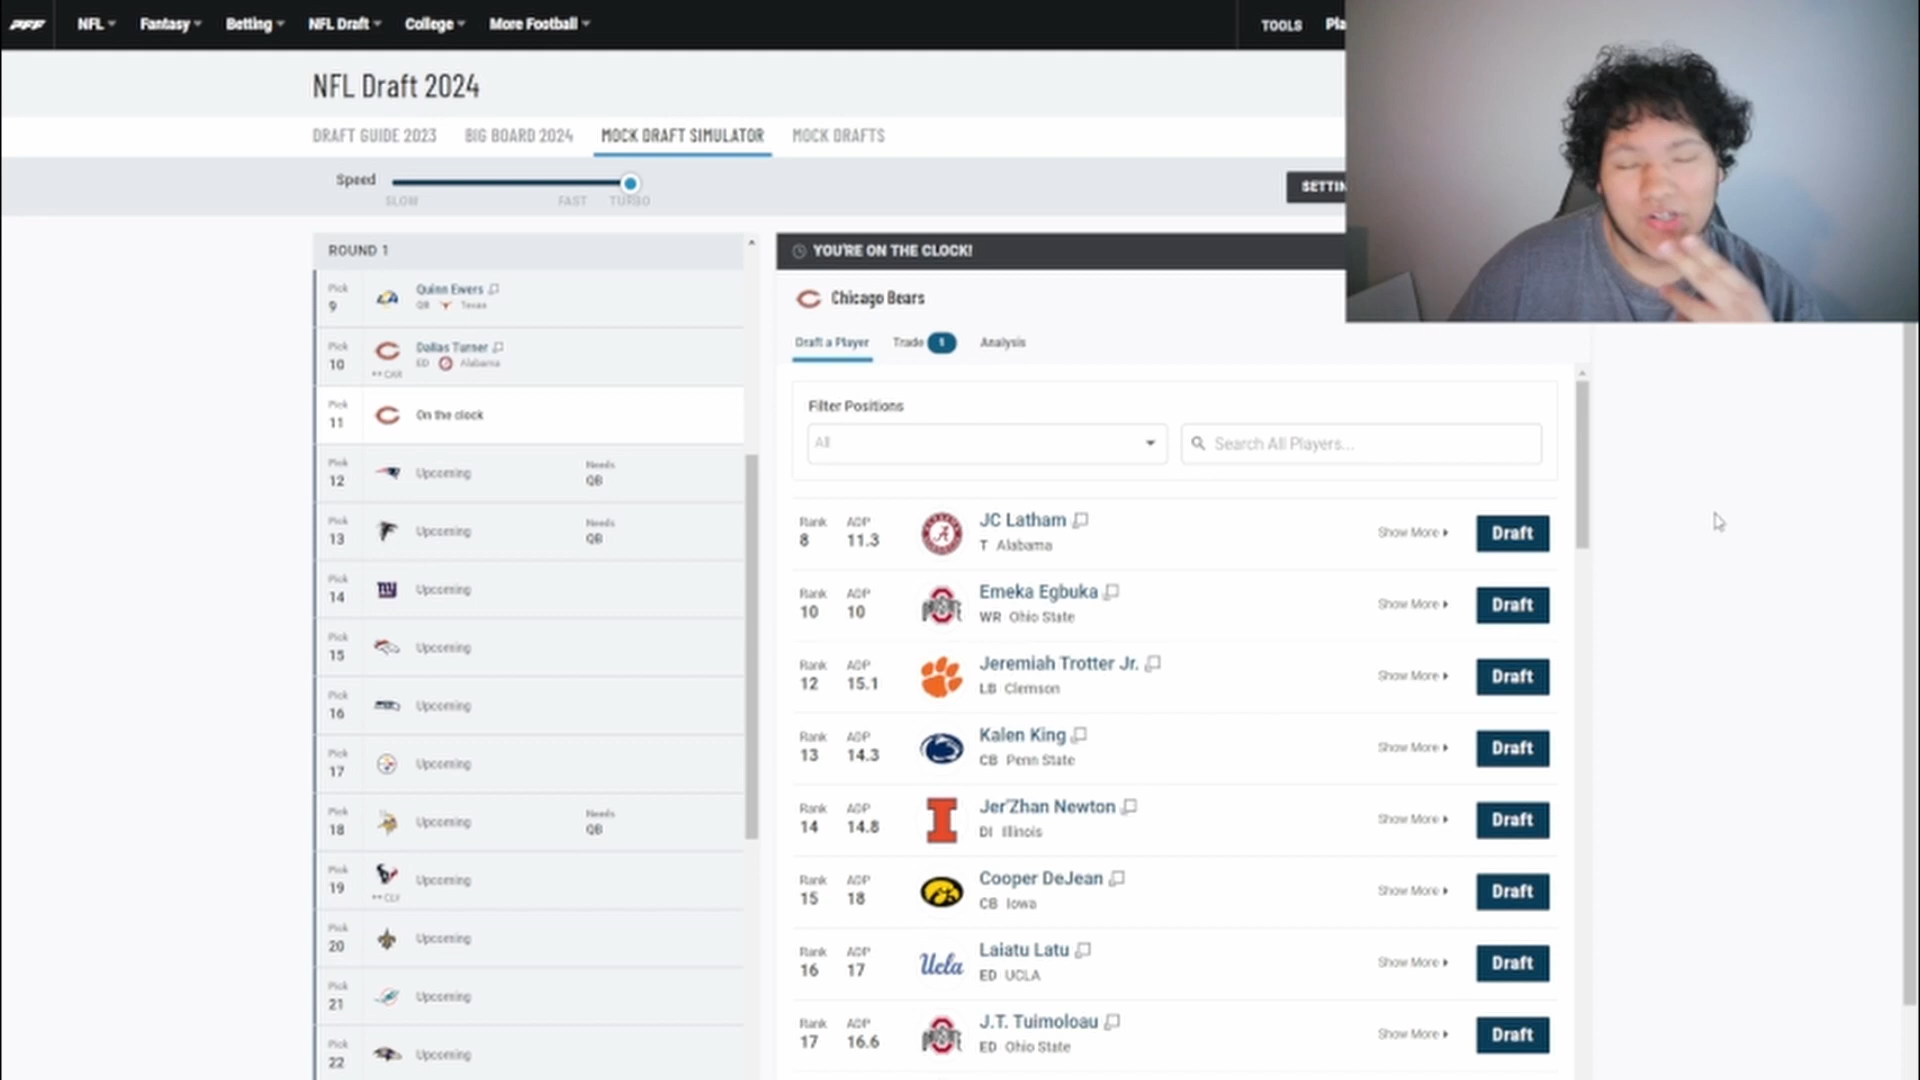 PFF NFL Fantasy Betting NFL Draft College More Football TOOLS
NFL Draft 2024
DRAFT GUIDE 2023 BIG BOARD 2024 MOCK DRAFT SIMULATOR MOCK DRAFTS
Speed
SLOW FAST TURBO
ROUND 1
Pick
9
Quinn Ewers
QB Texas
Pick
10
Dallas Turner
ED Alabama
CAR
Pick
11
On the clock
Pick
12
Upcoming
Needs
QB
Pick
13
Upcoming
Needs
QB
Pick
14
Upcoming
Pick
15
Upcoming
Pick
16
Upcoming
Pick
17
Upcoming
Pick
18
Upcoming
Needs
QB
Pick
19
Upcoming
CLE
Pick
20
Upcoming
Pick
21
Upcoming
Pick
22
Upcoming
YOU'RE ON THE CLOCK!
Chicago Bears
Draft a Player Trade 1 Analysis
Filter Positions
All
Search All Players...
Rank ADP
8 11.3
JC Latham
T Alabama
Show More
Draft
Rank ADP
10 10
Emeka Egbuka
WR Ohio State
Show More
Draft
Rank ADP
12 15.1
Jeremiah Trotter Jr.
LB Clemson
Show More
Draft
Rank ADP
13 14.3
Kalen King
CB Penn State
Show More
Draft
Rank ADP
14 14.8
Jer'Zhan Newton
DI Illinois
Show More
Draft
Rank ADP
15 18
Cooper DeJean
CB Iowa
Show More
Draft
Rank ADP
16 17
Ucla
Laiatu Latu
ED UCLA
Show More
Draft
Rank ADP
17 16.6
J.T. Tuimoloau
ED Ohio State
Show More
Draft